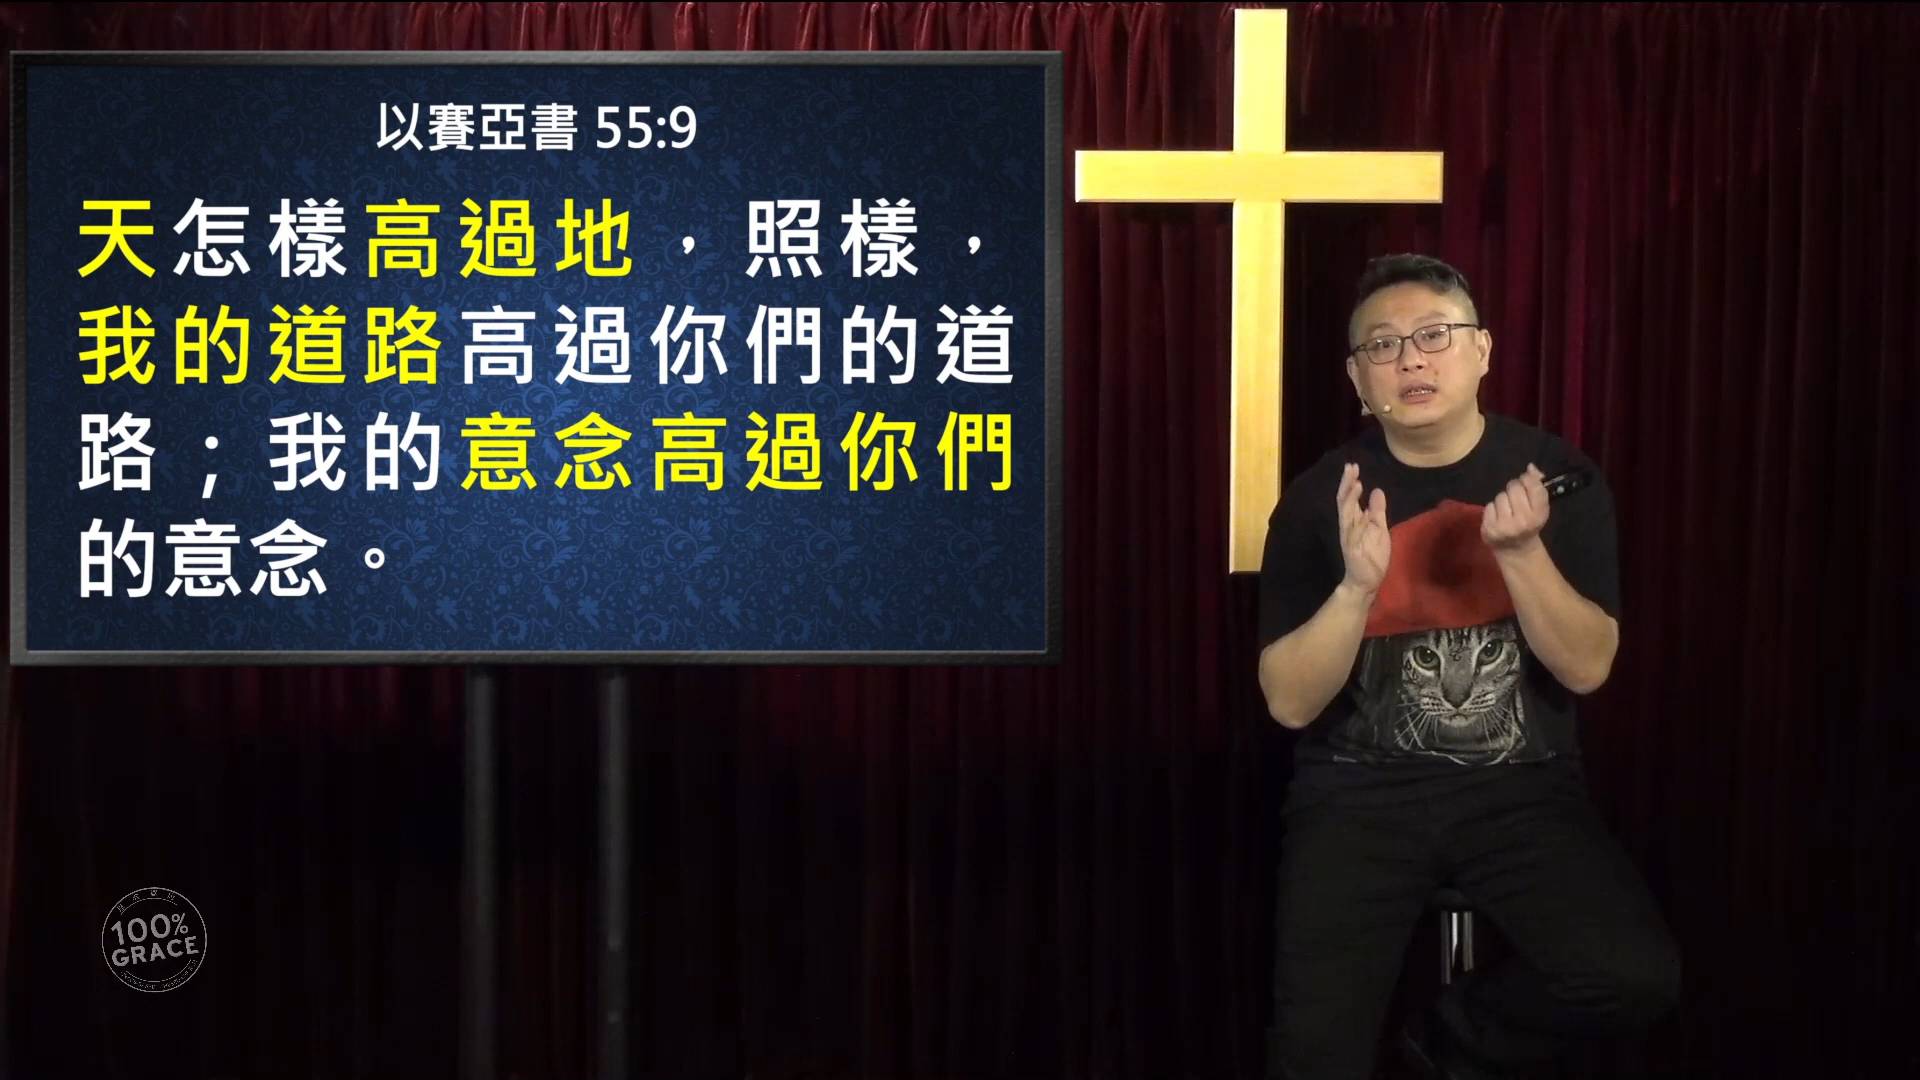 以賽亞書 55:9
天怎樣高過地，照樣，
我的道路高過你們的道
路；我的意念高過你們
的意念。
100%
GRACE